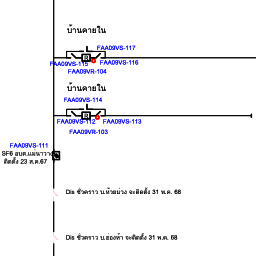 บ้านคายใน
FAA09VS-117
FAA09VS-115
FAA09VS-116
FAA09VR-104
บ้านคายใน
FAA09VS-114
FAA09VS-112
FAA09VS-113
FAA09VR-103
FAA09VS-111
SF6 อบต.แม่นาวาง
ติดตั้ง 23 ส.ค.67
Dis ชั่วคราว บ.ห้วยม่วง จะติดตั้ง 31 พ.ค. 68
Dis ชั่วคราว บ.ฮ่องห้า จะติดตั้ง 31 พ.ค. 68